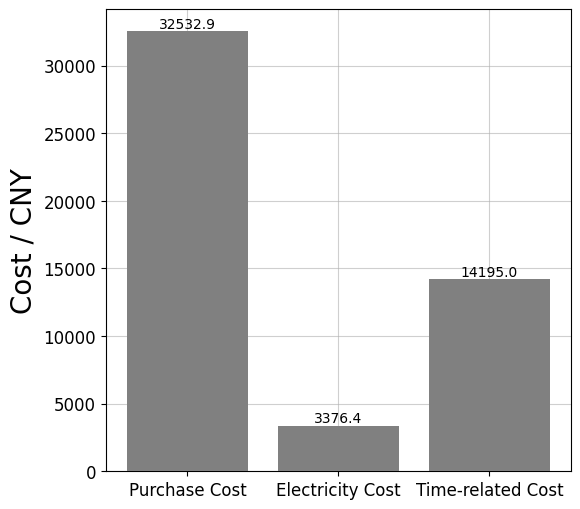 Cost / CNY
30000
25000
20000
15000
10000
5000
0
32532.9
3376.4
14195.0
Purchase Cost
Electricity Cost
Time-related Cost